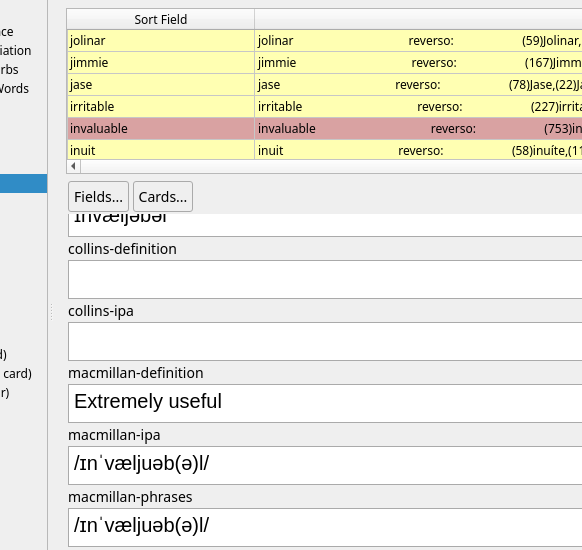 Sort Field
jolinar jolinar reverso: (59)Jolinar,
jimmie jimmie reverso: (167)Jimm
jase jase reverso: (78)Jase,(22)J
irritable irritable reverso: (227)irrita
invaluable invaluable reverso: (753)in
inuit inuit reverso: (58)inuíte,(11
ce
iation
rbs
Words
Fields... Cards...
ɪnvæljəbəl
collins-definition
collins-ipa
macmillan-definition
Extremely useful
macmillan-ipa
/ɪnˈvæljuəb(ə)l/
macmillan-phrases
/ɪnˈvæljuəb(ə)l/
d)
card)
r)